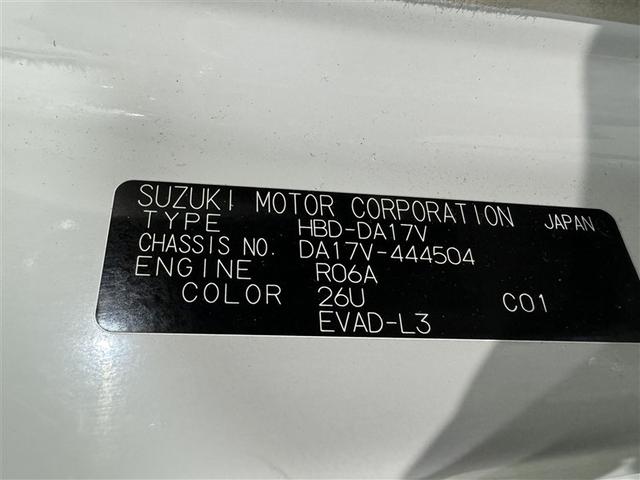 SUZUKI MOTOR CORPORATION JAPAN
TYPE HBD-DA17V
CHASSIS NO. DA17V-444504
ENGINE R06A
COLOR 26U C01
EVAD-L3